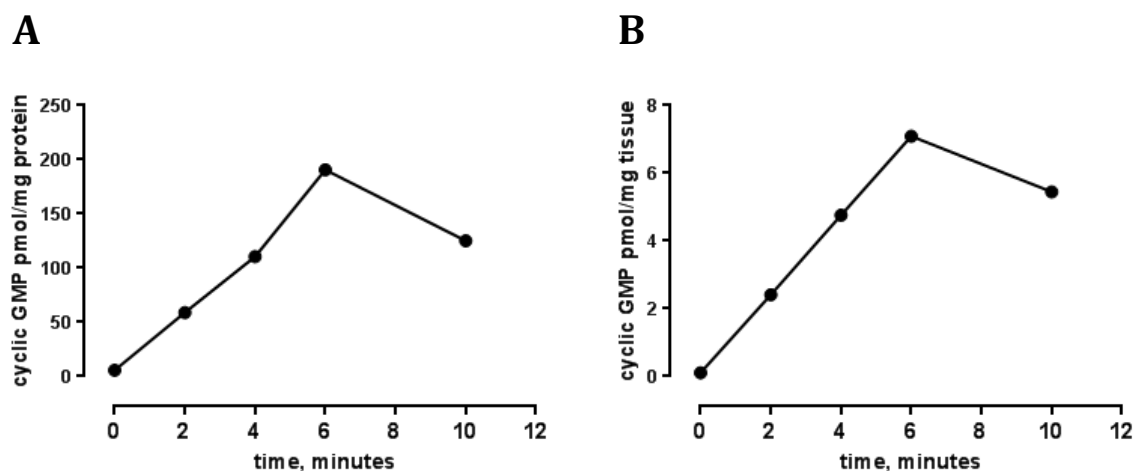 A
B
cyclic GMP pmol/mg protein
250
200
150
100
50
0
0 2 4 6 8 10 12
time, minutes
cyclic GMP pmol/mg tissue
8
6
4
2
0
0 2 4 6 8 10 12
time, minutes